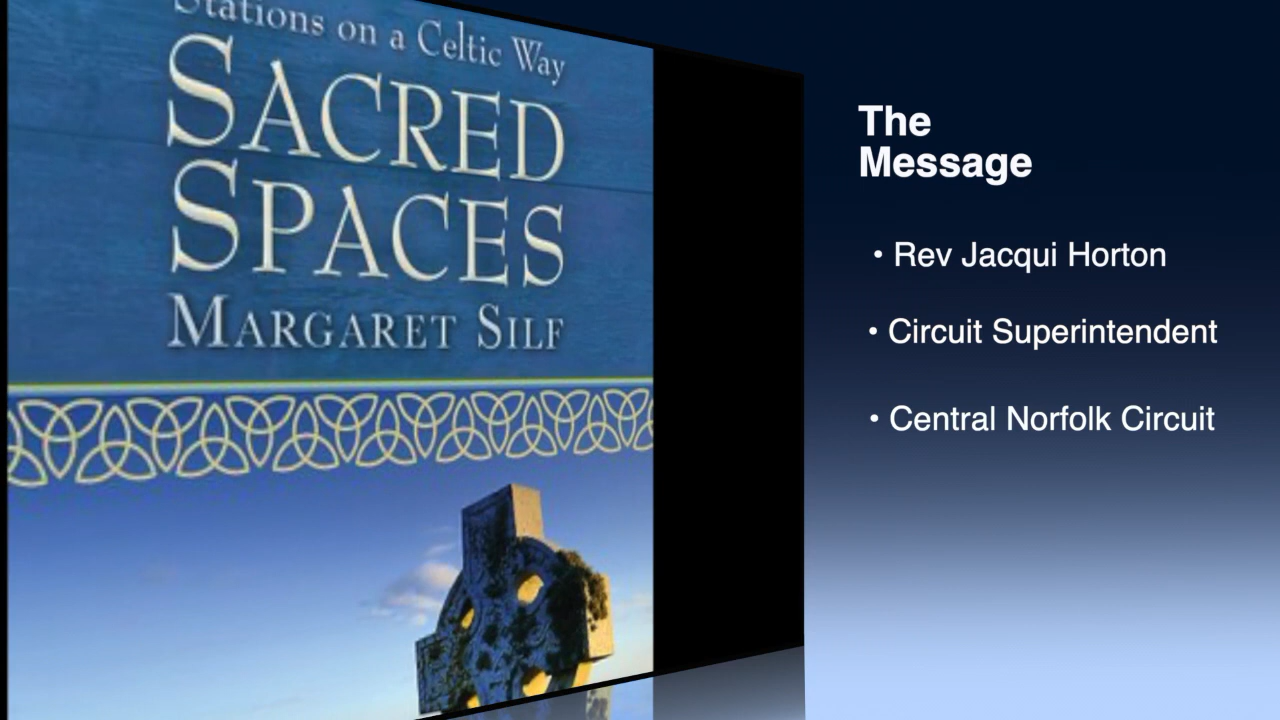 Stations on a Celtic Way
SACRED
SPACES
MARGARET SILF
The
Message
• Rev Jacqui Horton
• Circuit Superintendent
• Central Norfolk Circuit